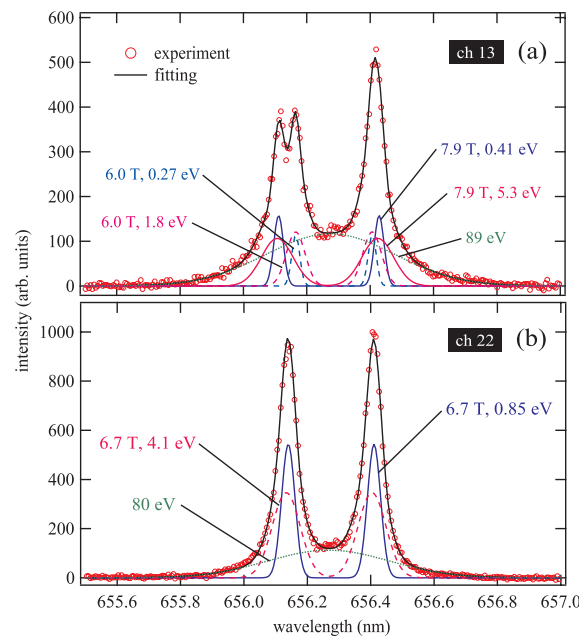 600
500
400
300
200
100
0
experiment
fitting
ch 13
(a)
6.0 T, 0.27 eV
6.0 T, 1.8 eV
7.9 T, 0.41 eV
7.9 T, 5.3 eV
89 eV
intensity (arb. units)
1000
800
600
400
200
0
ch 22
(b)
6.7 T, 4.1 eV
80 eV
6.7 T, 0.85 eV
655.6 655.8 656.0 656.2 656.4 656.6 656.8 657.0
wavelength (nm)